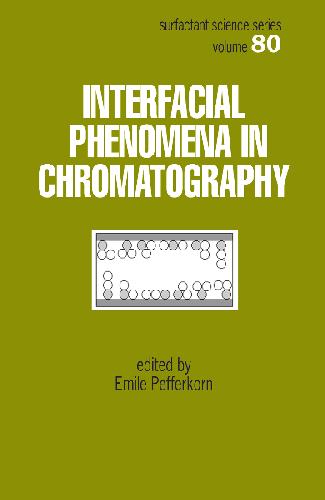 surfactant science series
volume 80
INTERFACIAL
PHENOMENA IN
CHROMATOGRAPHY
edited by
Emile Pefferkorn